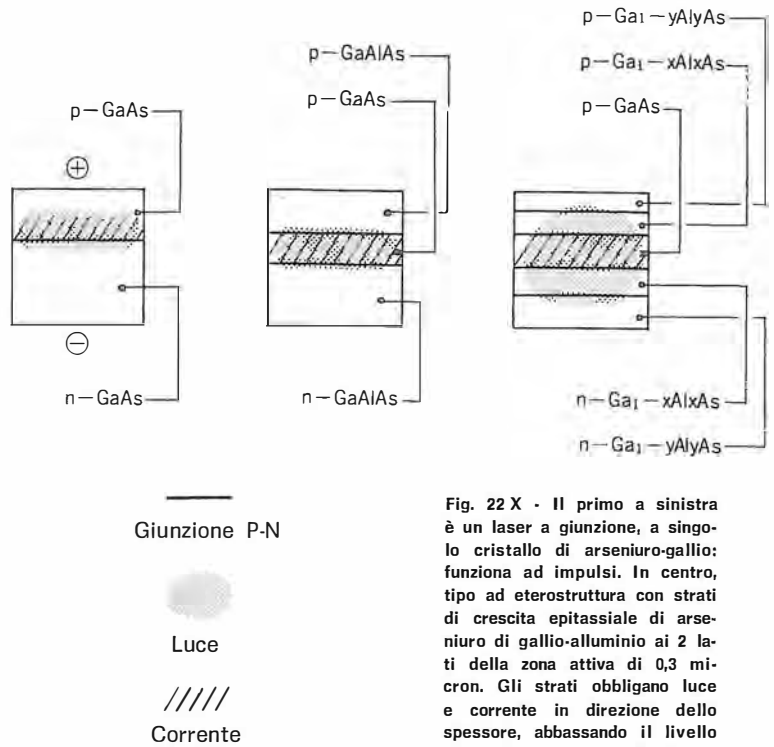 p-GaAs
⊕
⊖
n-GaAs
p-GaAlAs
p-GaAs
n-GaAlAs
p-Ga1-yAlyAs
p-Ga1-xAlxAs
p-GaAs
n-Ga1-xAlxAs
n-Ga1-yAlyAs
Giunzione P-N
Luce
Corrente
Fig. 22 X - Il primo a sinistra
è un laser a giunzione, a singo-
lo cristallo di arseniuro-gallio:
funziona ad impulsi. In centro,
tipo ad eterostruttura con strati
di crescita epitassiale di arse-
niuro di gallio-alluminio ai 2 la-
ti della zona attiva di 0,3 mi-
cron. Gli strati obbligano luce
e corrente in direzione dello
spessore, abbassando il livello